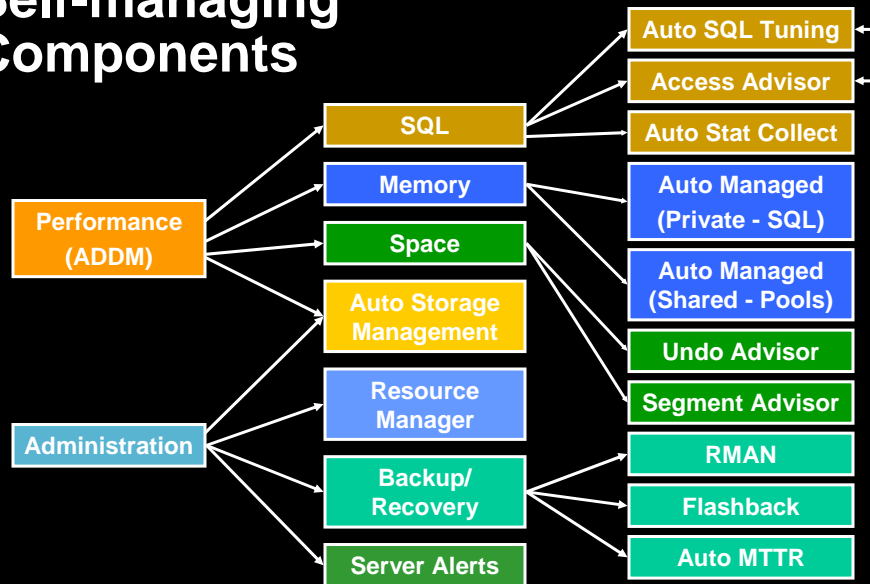 Self-managing
Components
Auto SQL Tuning
Access Advisor
SQL
Auto Stat Collect
Memory
Auto Managed
(Private - SQL)
Performance
(ADDM)
Space
Auto Managed
(Shared - Pools)
Auto Storage
Management
Undo Advisor
Resource
Manager
Segment Advisor
Administration
RMAN
Backup/
Recovery
Flashback
Server Alerts
Auto MTTR